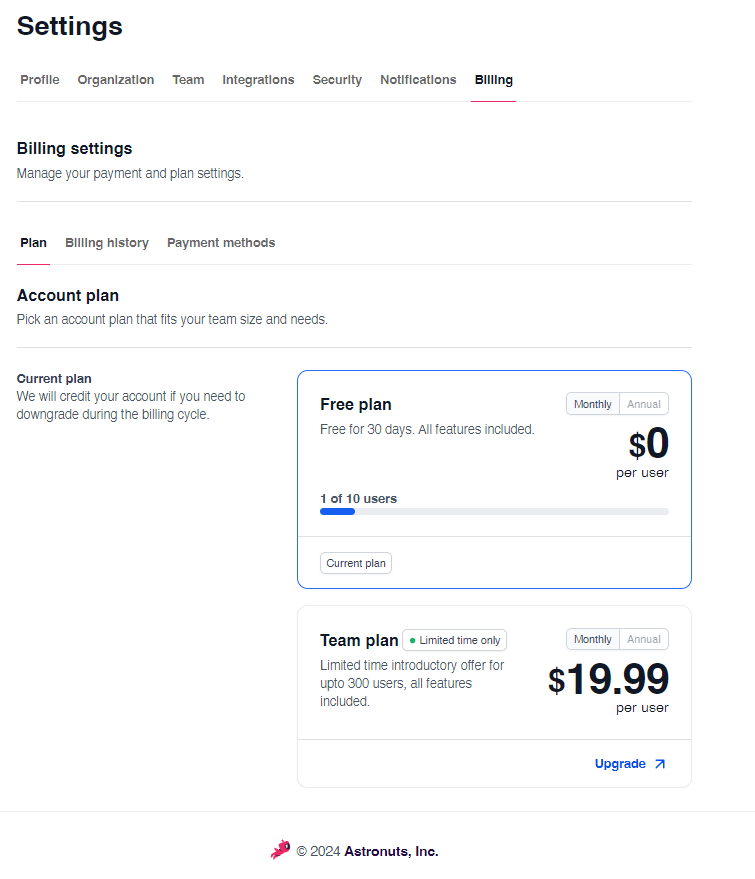 Settings
Profile Organization Team Integrations Security Notifications Billing
Billing settings
Manage your payment and plan settings.
Plan Billing history Payment methods
Account plan
Pick an account plan that fits your team size and needs.
Current plan
We will credit your account if you need to
downgrade during the billing cycle.
Free plan
Monthly Annual
Free for 30 days. All features included.
$0
per user
1 of 10 users
Current plan
Team plan Limited time only
Monthly Annual
Limited time introductory offer for
upto 300 users, all features
included.
$19.99
per user
Upgrade
© 2024 Astronuts, Inc.